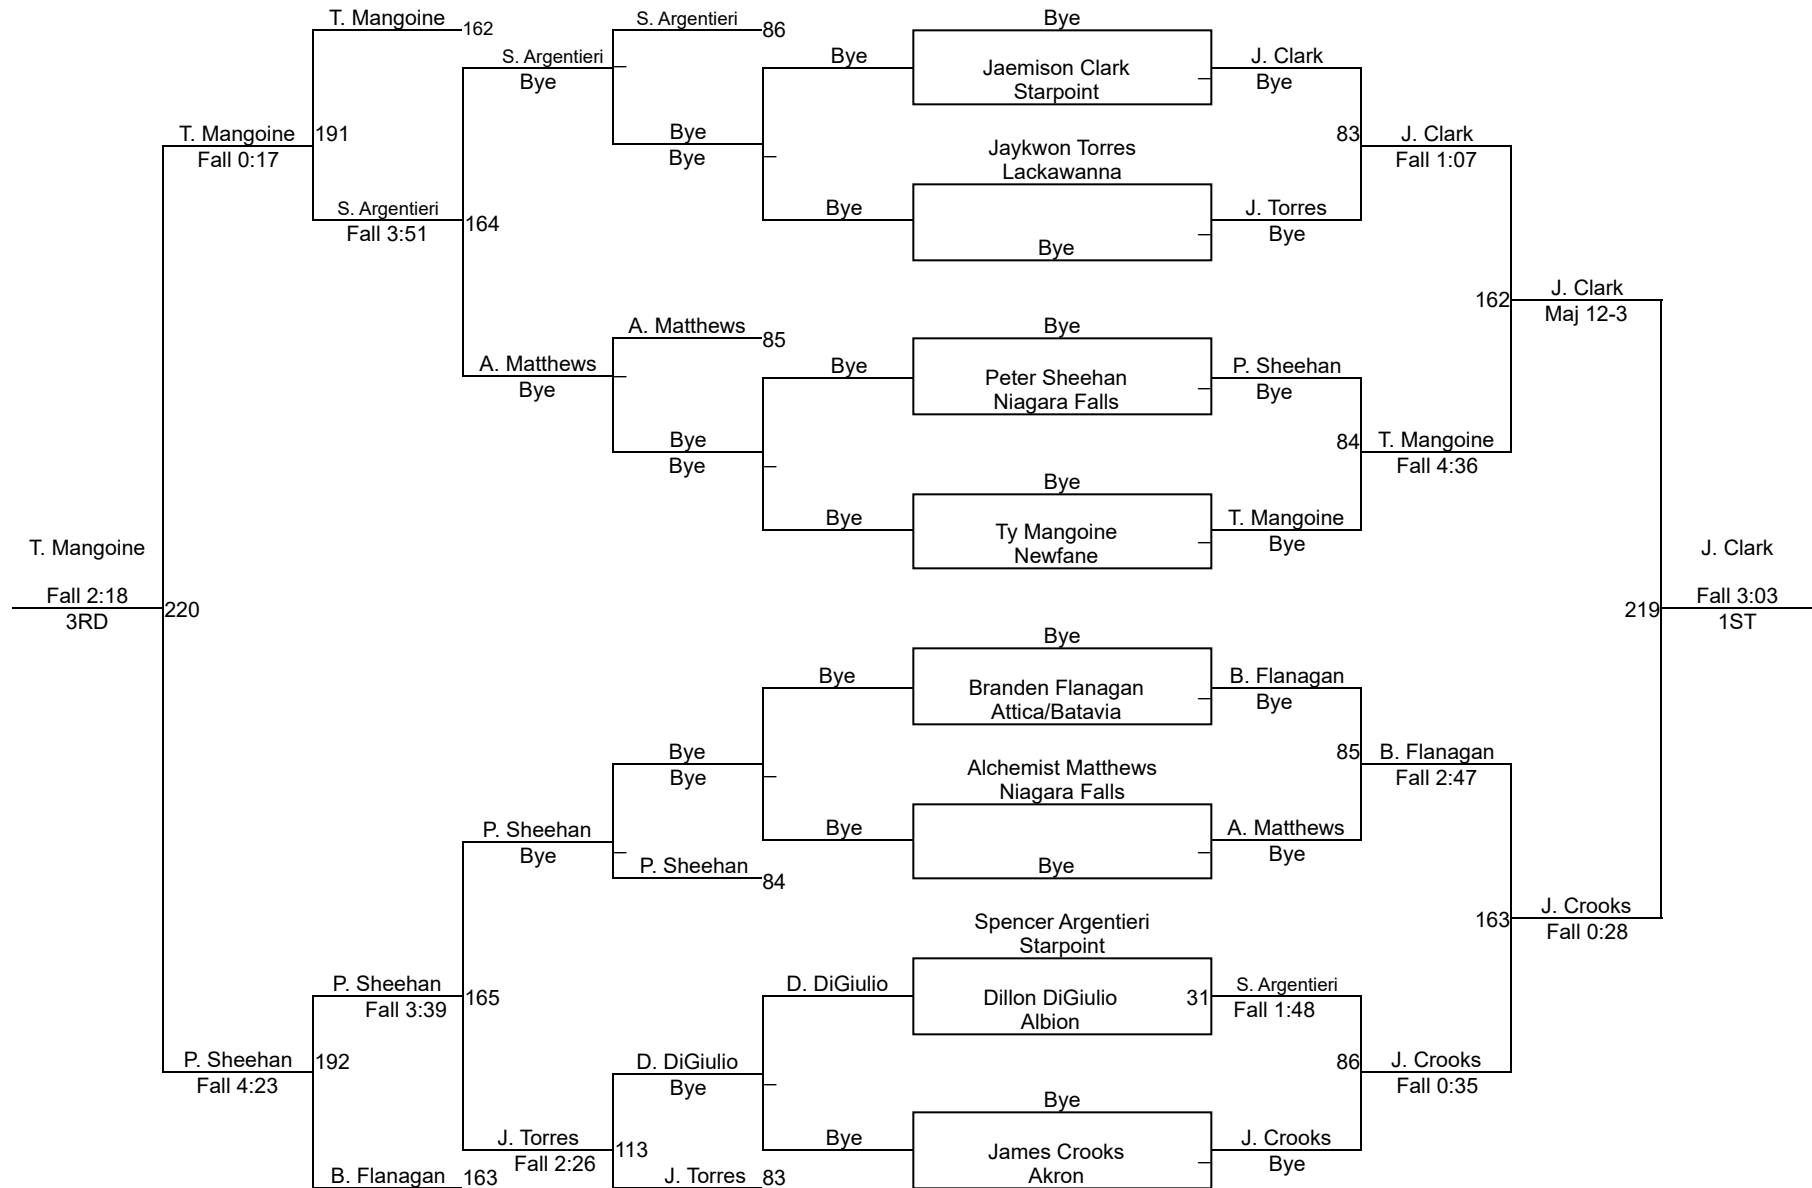 T. Mangoine
162
S. Argentieri
86
Bye
S. Argentieri
Bye
Bye
Jaemison Clark
Starpoint
J. Clark
Bye
T. Mangoine
Fall 0:17
191
Bye
Bye
83
J. Clark
Fall 1:07
Jaykwon Torres
Lackawanna
S. Argentieri
Fall 3:51
164
Bye
J. Torres
Bye
Bye
162
J. Clark
Maj 12-3
A. Matthews
85
Bye
A. Matthews
Bye
Bye
Peter Sheehan
Niagara Falls
P. Sheehan
Bye
Bye
Bye
84
T. Mangoine
Fall 4:36
Bye
Bye
Ty Mangoine
Newfane
T. Mangoine
Bye
T. Mangoine
Fall 2:18
3RD
220
J. Clark
219
Fall 3:03
1ST
Bye
Bye
Branden Flanagan
Attica/Batavia
B. Flanagan
Bye
Bye
Bye
85
B. Flanagan
Fall 2:47
Alchemist Matthews
Niagara Falls
P. Sheehan
Bye
Bye
A. Matthews
Bye
Bye
P. Sheehan
84
163
J. Crooks
Fall 0:28
Spencer Argentieri
Starpoint
P. Sheehan
Fall 3:39
165
D. DiGiulio
Dillon DiGiulio
Albion
31
S. Argentieri
Fall 1:48
P. Sheehan
Fall 4:23
192
D. DiGiulio
Bye
86
J. Crooks
Fall 0:35
Bye
J. Torres
Fall 2:26
113
Bye
James Crooks
Akron
J. Crooks
Bye
B. Flanagan
163
J. Torres
83